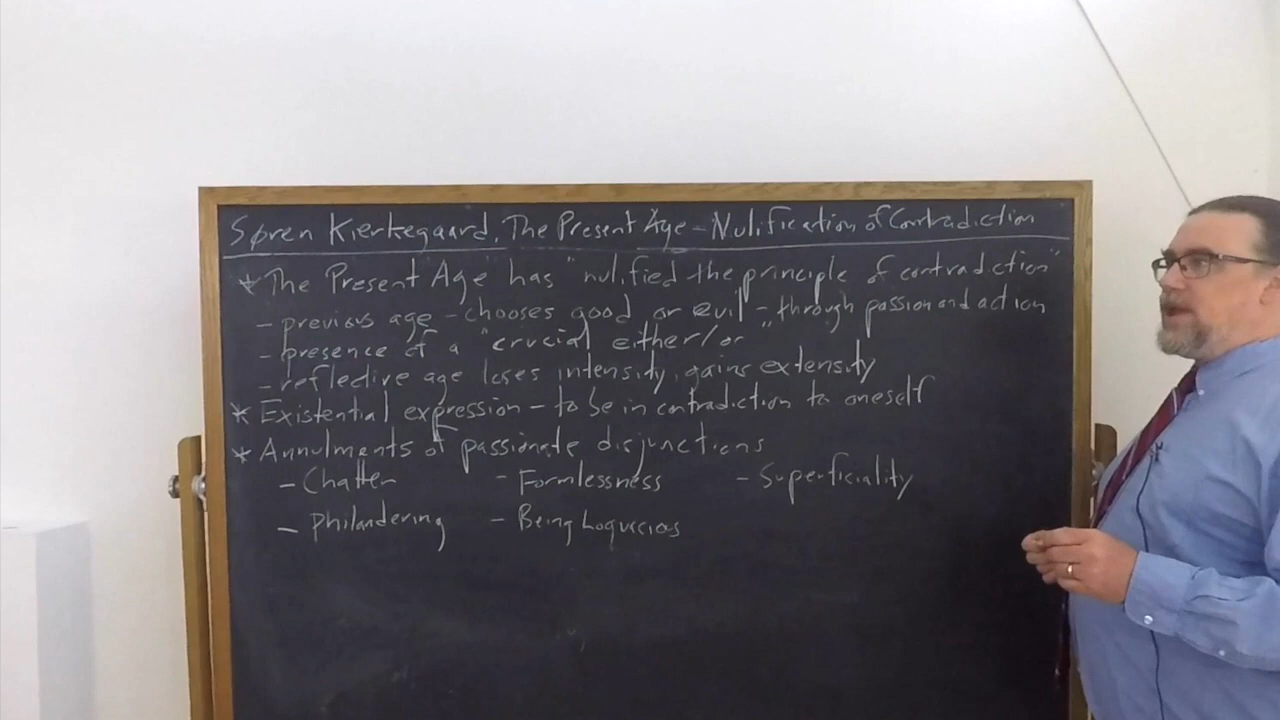 Søren Kierkegaard, The Present Age - Nulification of Contradiction
* The Present Age" has "nulified the principle of contradiction"
- previous age - chooses good or evil - through passion and action
- presence of a "crucial either/or"
- reflective age loses intensity, gains extensity
* Existential expression - to be in contradiction to oneself
* Annulments of passionate disjunctions
- Chatter - Formlessness - Superficiality
- Philandering - Being Loquacious